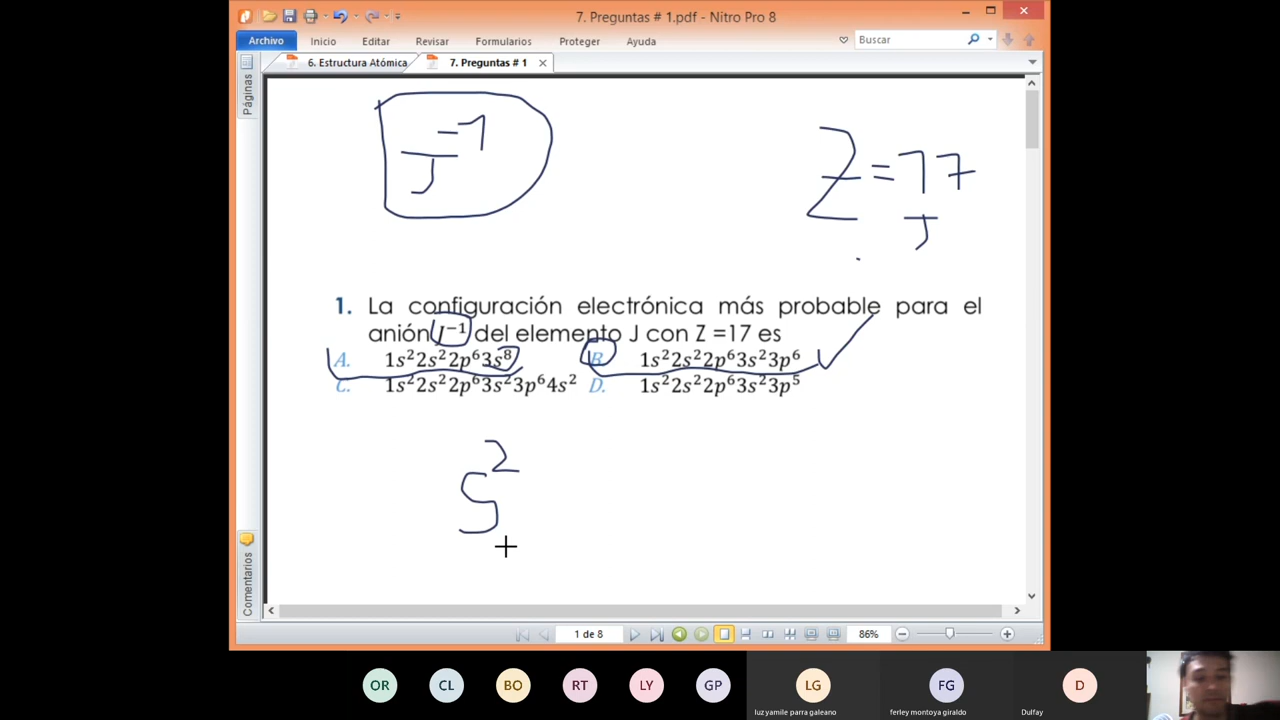 7. Preguntas # 1.pdf - Nitro Pro 8
Archivo Inicio Editar Revisar Formularios Proteger Ayuda Buscar
6. Estructura Atómica 7. Preguntas # 1
Páginas
J⁻¹
Z = 17
J
1. La configuración electrónica más probable para el
anión J⁻¹ del elemento J con Z =17 es
A. 1s²2s²2p⁶3s⁸ B. 1s²2s²2p⁶3s²3p⁶
C. 1s²2s²2p⁶3s²3p⁶4s² D. 1s²2s²2p⁶3s²3p⁵
S²
Comentarios
1 de 8 86%
OR CL BO RT LY GP LG FG D
luz yamile parra galeano ferley montoya giraldo Dulfay